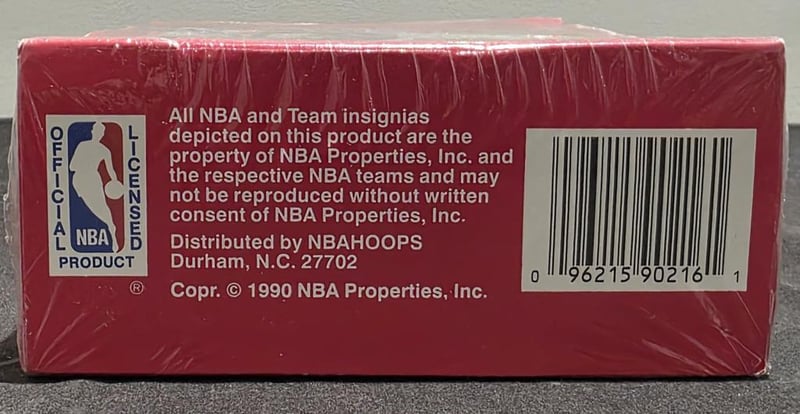 OFFICIAL
LICENSED
NBA
PRODUCT
®
All NBA and Team insignias
depicted on this product are the
property of NBA Properties, Inc. and
the respective NBA teams and may
not be reproduced without written
consent of NBA Properties, Inc.
Distributed by NBAHOOPS
Durham, N.C. 27702
Copr. © 1990 NBA Properties, Inc.
0 96215 90216 1